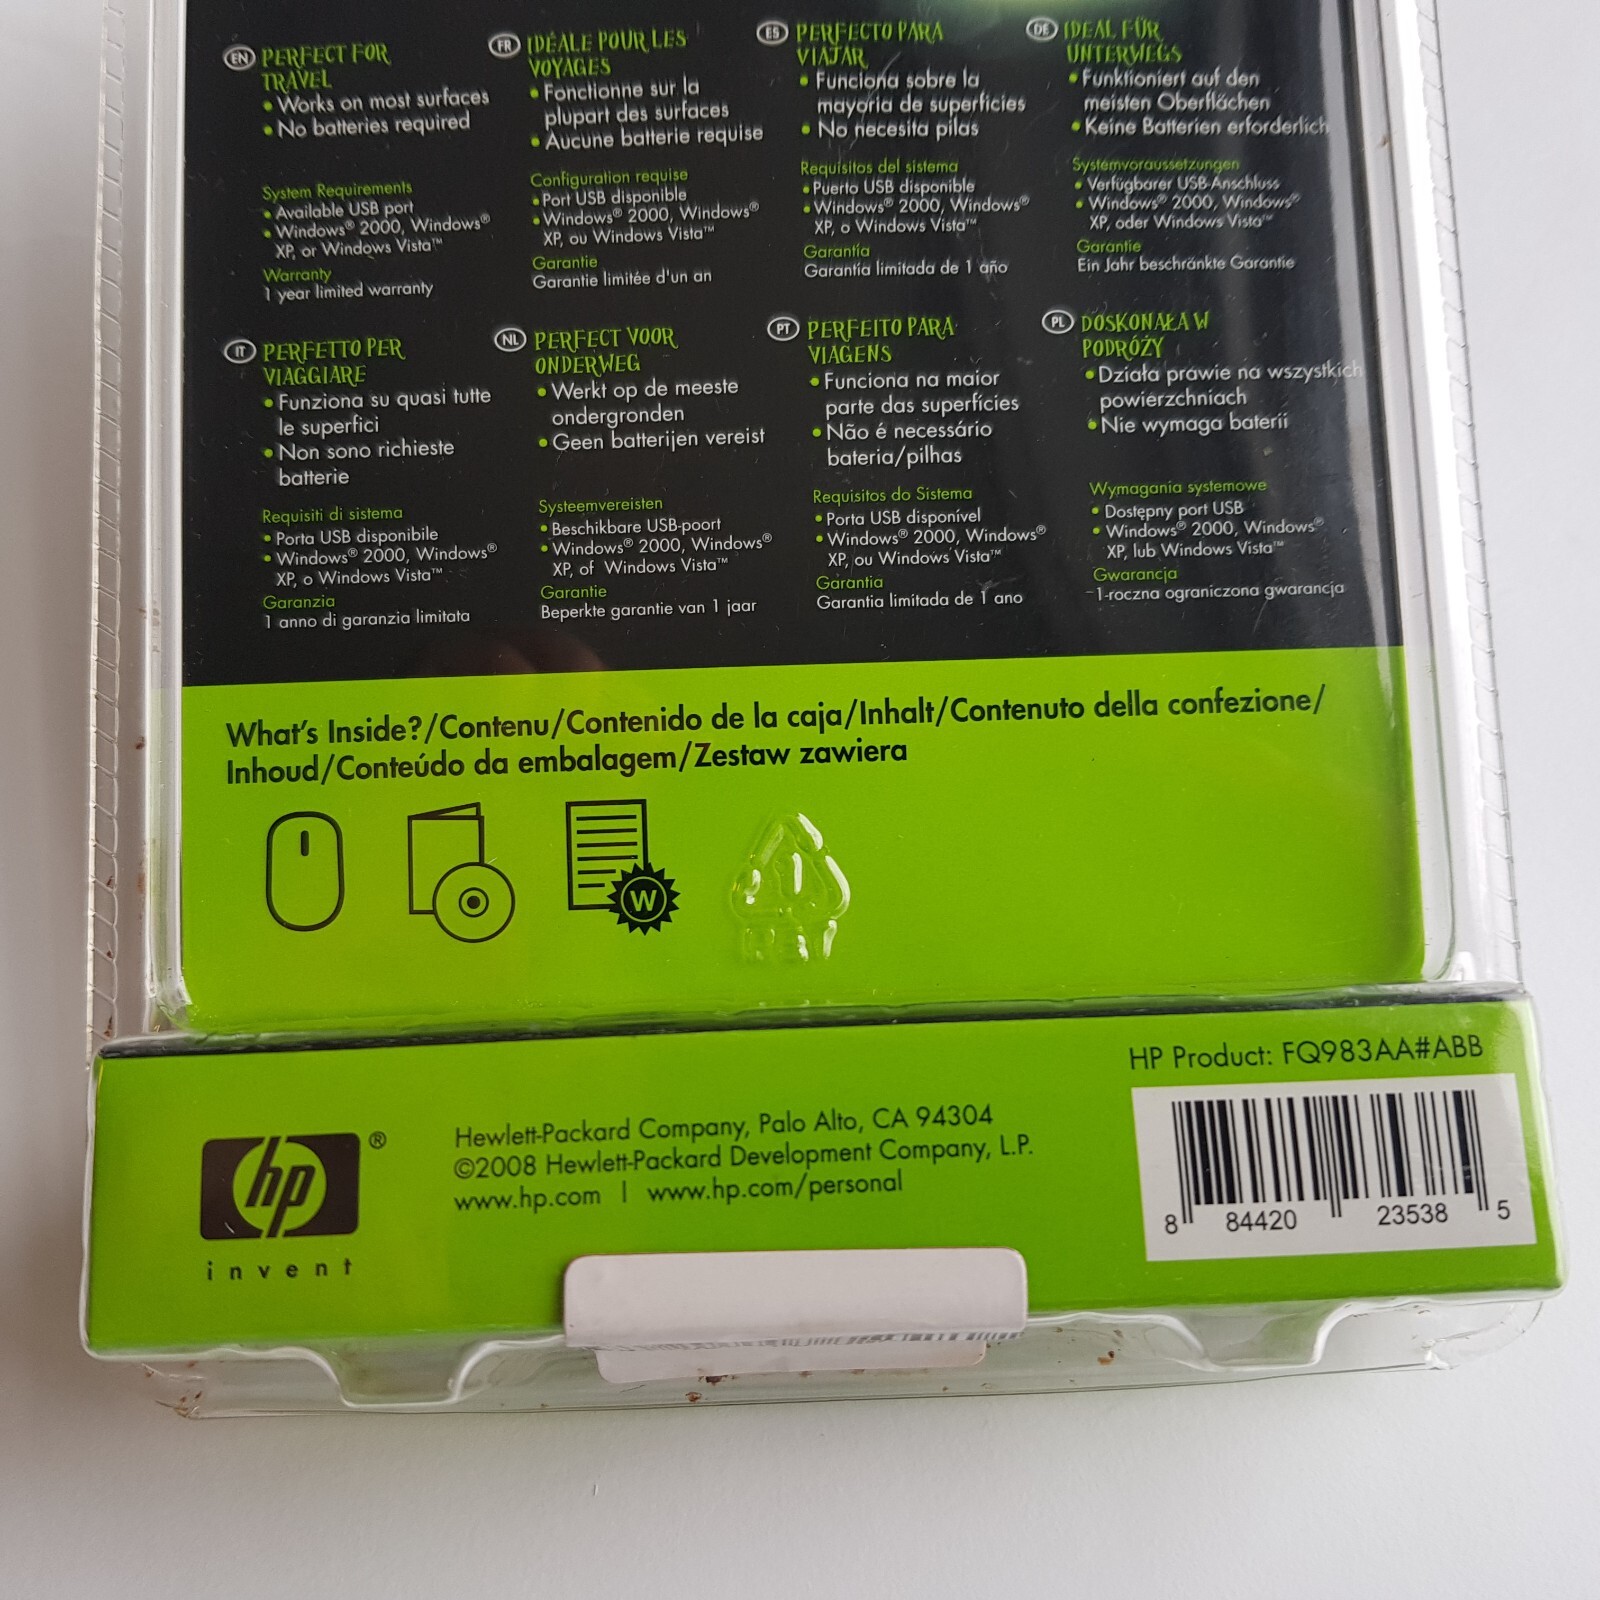 EN PERFECT FOR
TRAVEL
• Works on most surfaces
• No batteries required
System Requirements
• Available USB port
• Windows® 2000, Windows®
XP, or Windows Vista™
Warranty
1 year limited warranty
FR IDÉALE POUR LES
VOYAGES
• Fonctionne sur la
plupart des surfaces
• Aucune batterie requise
Configuration requise
• Port USB disponible
• Windows® 2000, Windows®
XP, ou Windows Vista™
Garantie
Garantie limitée d'un an
ES PERFECTO PARA
VIAJAR
• Funciona sobre la
mayoría de superficies
• No necesita pilas
Requisitos del sistema
• Puerto USB disponible
• Windows® 2000, Windows®
XP, o Windows Vista™
Garantía
Garantía limitada de 1 año
DE IDEAL FÜR
UNTERWEGS
• Funktioniert auf den
meisten Oberflächen
• Keine Batterien erforderlich
Systemvoraussetzungen
• Verfügbarer USB-Anschluss
• Windows® 2000, Windows®
XP, oder Windows Vista™
Garantie
Ein Jahr beschränkte Garantie
IT PERFETTO PER
VIAGGIARE
• Funziona su quasi tutte
le superfici
• Non sono richieste
batterie
Requisiti di sistema
• Porta USB disponibile
• Windows® 2000, Windows®
XP, o Windows Vista™
Garanzia
1 anno di garanzia limitata
NL PERFECT VOOR
ONDERWEG
• Werkt op de meeste
ondergronden
• Geen batterijen vereist
Systeemvereisten
• Beschikbare USB-poort
• Windows® 2000, Windows®
XP, of Windows Vista™
Garantie
Beperkte garantie van 1 jaar
PT PERFEITO PARA
VIAGENS
• Funciona na maior
parte das superfícies
• Não é necessário
bateria/pilhas
Requisitos do Sistema
• Porta USB disponível
• Windows® 2000, Windows®
XP, ou Windows Vista™
Garantia
Garantia limitada de 1 ano
PL DOSKONAŁA W
PODRÓŻY
• Działa prawie na wszystkich
powierzchniach
• Nie wymaga baterii
Wymagania systemowe
• Dostępny port USB
• Windows® 2000, Windows®
XP, lub Windows Vista™
Gwarancja
1-roczna ograniczona gwarancja
What's Inside?/Contenu/Contenido de la caja/Inhalt/Contenuto della confezione/
Inhoud/Conteúdo da embalagem/Zestaw zawiera
W
HP Product: FQ983AA#ABB
8 84420 23538 5
hp®
invent
Hewlett-Packard Company, Palo Alto, CA 94304
©2008 Hewlett-Packard Development Company, L.P.
www.hp.com | www.hp.com/personal